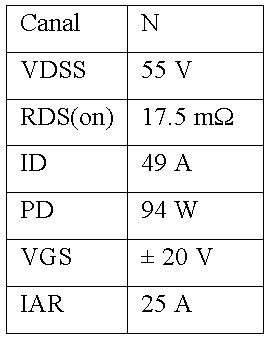 Canal N
VDSS 55 V
RDS(on) 17.5 mΩ
ID 49 A
PD 94 W
VGS ± 20 V
IAR 25 A